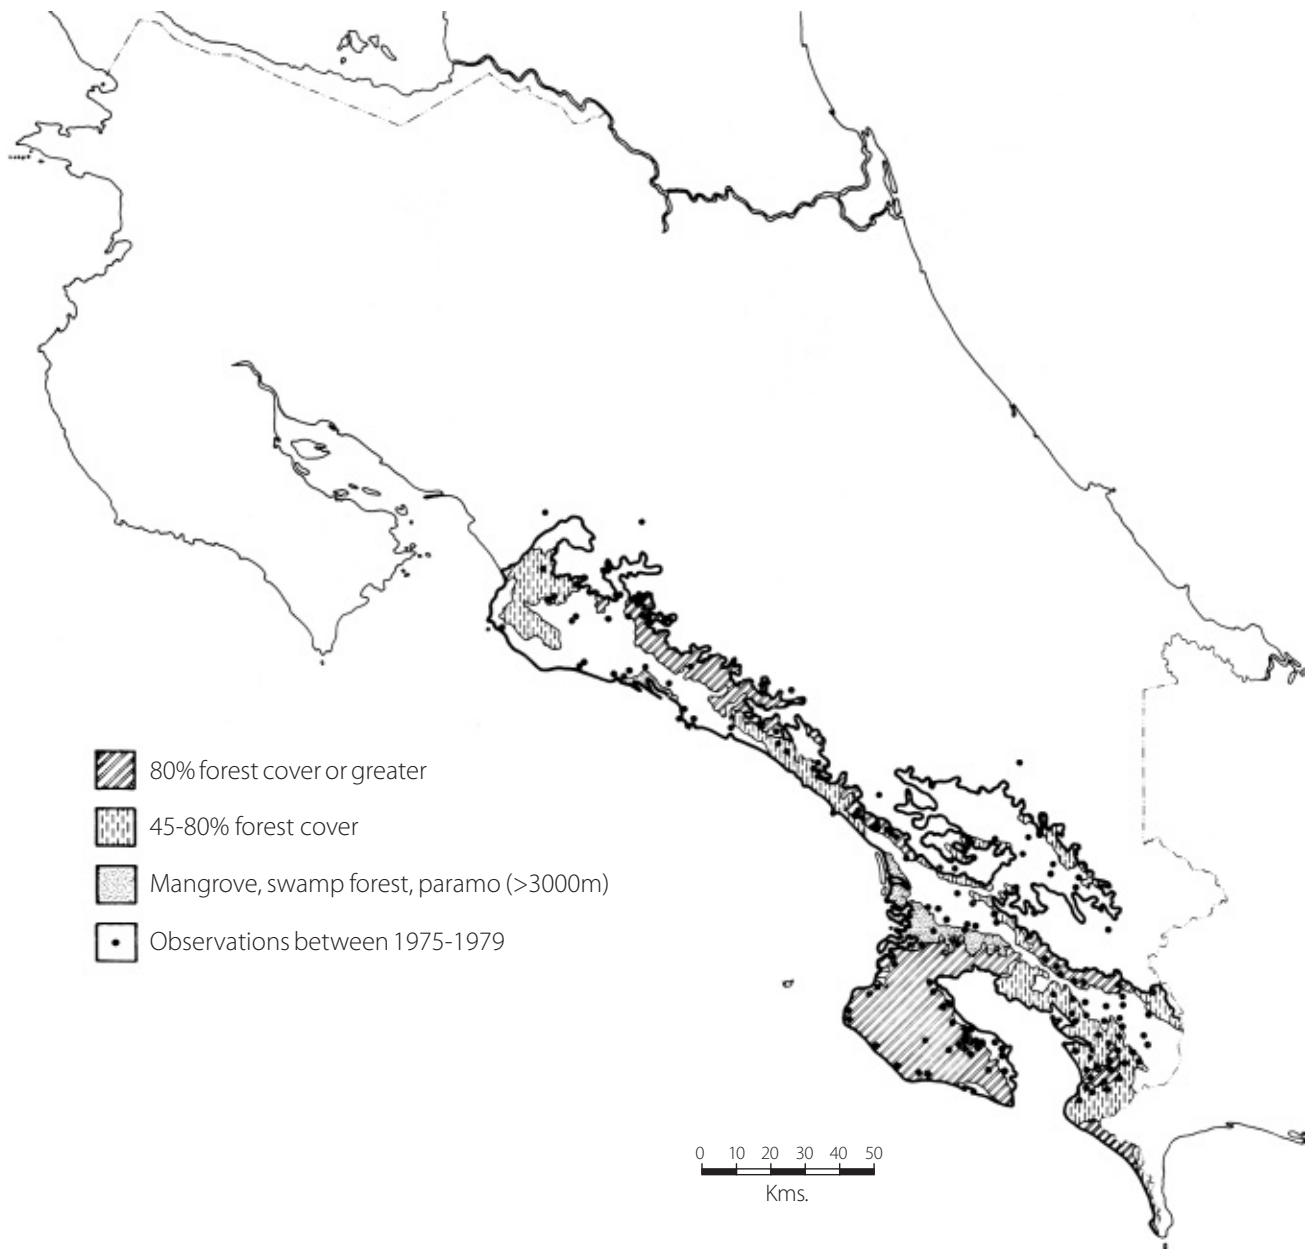 80% forest cover or greater
45-80% forest cover
Mangrove, swamp forest, paramo (>3000m)
Observations between 1975-1979
0 10 20 30 40 50
Kms.